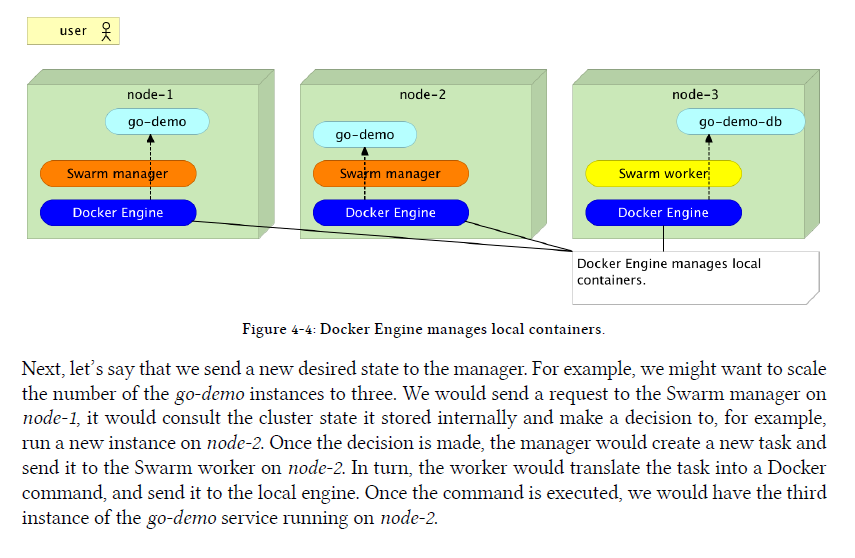 user
node-1
node-2
node-3
go-demo
go-demo
go-demo-db
Swarm manager
Swarm manager
Swarm worker
Docker Engine
Docker Engine
Docker Engine
Docker Engine manages local
containers.
Figure 4-4: Docker Engine manages local containers.
Next, let’s say that we send a new desired state to the manager. For example, we might want to scale
the number of the go-demo instances to three. We would send a request to the Swarm manager on
node-1, it would consult the cluster state it stored internally and make a decision to, for example,
run a new instance on node-2. Once the decision is made, the manager would create a new task and
send it to the Swarm worker on node-2. In turn, the worker would translate the task into a Docker
command, and send it to the local engine. Once the command is executed, we would have the third
instance of the go-demo service running on node-2.